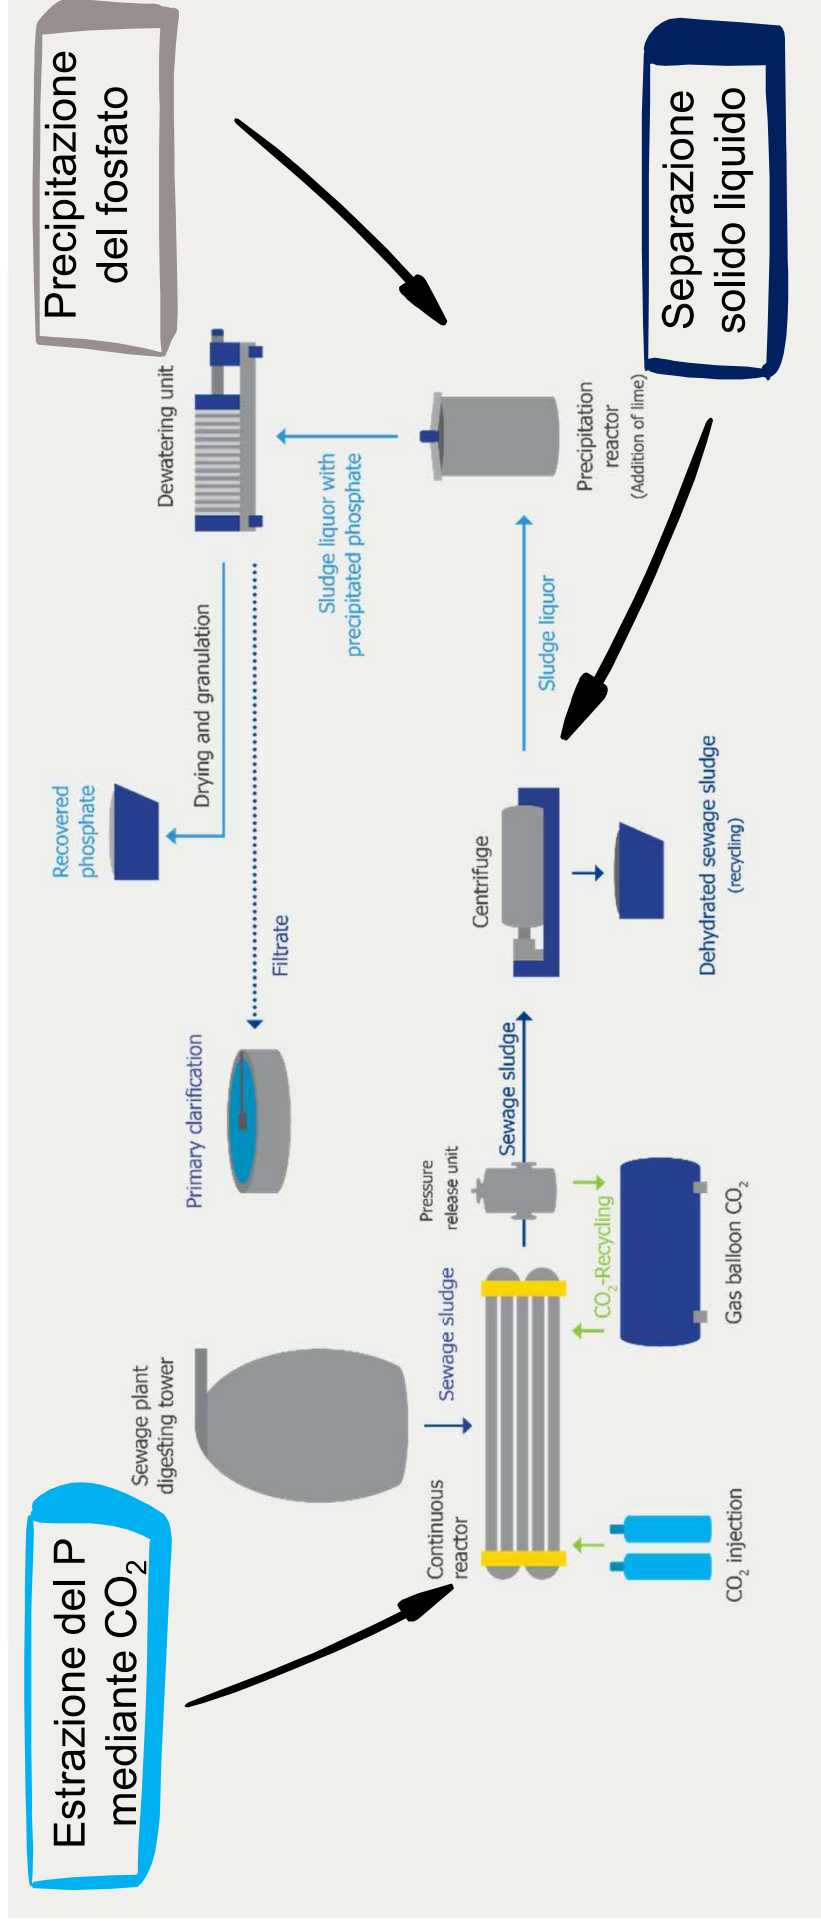 Estrazione del P
mediante CO2
Precipitazione
del fosfato
Separazione
solido liquido
Sewage plant
digesting tower
Sewage sludge
Continuous
reactor
CO2 injection
CO2-Recycling
Gas balloon CO2
Pressure
release unit
Sewage sludge
Centrifuge
Dehydrated sewage sludge
(recycling)
Sludge liquor
Precipitation
reactor
(Addition of lime)
Sludge liquor with
precipitated phosphate
Dewatering unit
Drying and granulation
Recovered
phosphate
Filtrate
Primary clarification